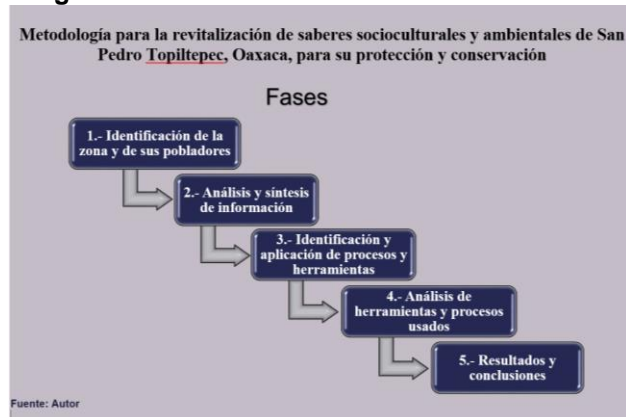 Metodología para la revitalización de saberes socioculturales y ambientales de San
Pedro Topiltepec, Oaxaca, para su protección y conservación
Fases
1.- Identificación de la
zona y de sus pobladores
2.- Análisis y síntesis
de información
3.- Identificación y
aplicación de procesos y
herramientas
4.- Análisis de
herramientas y procesos
usados
5.- Resultados y
conclusiones
Fuente: Autor